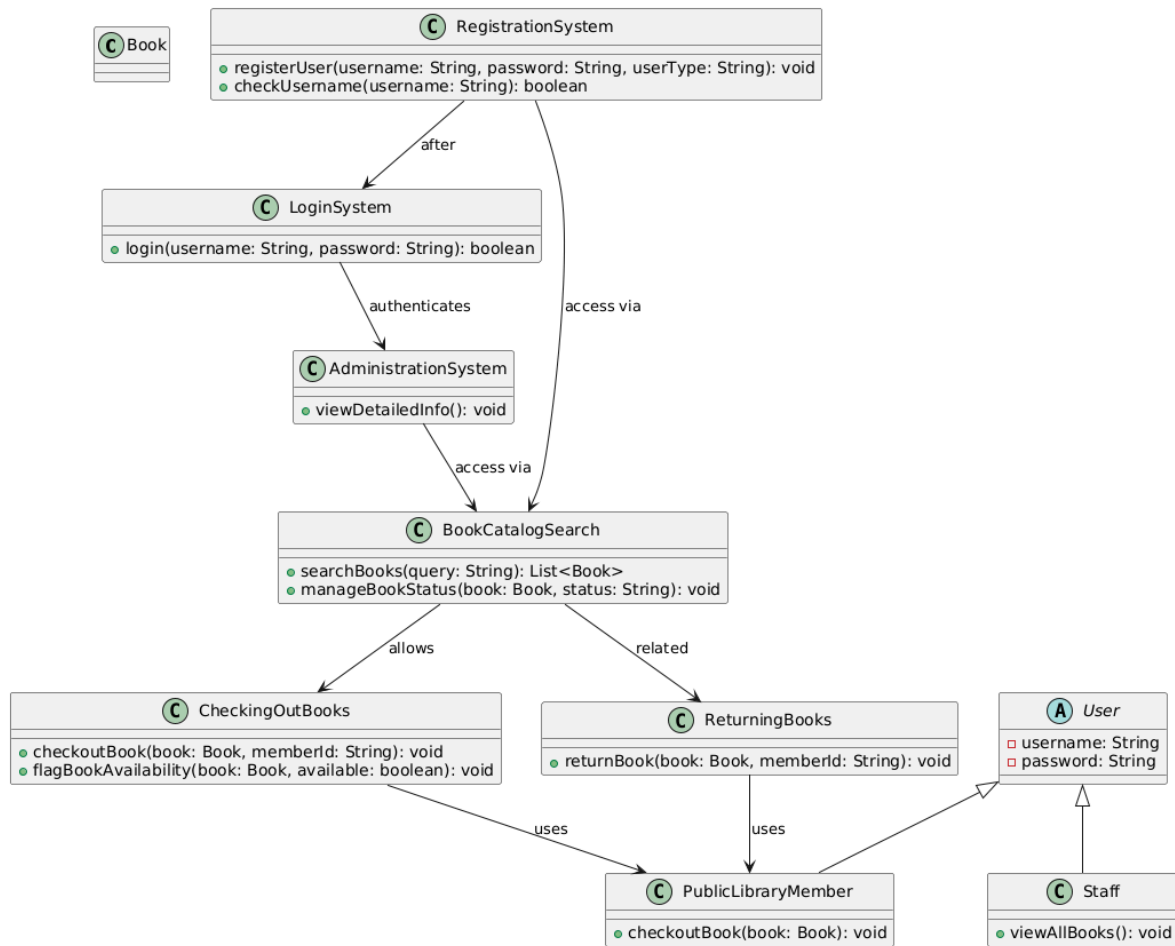 C Book
C RegistrationSystem
registerUser(username: String, password: String, userType: String): void
checkUsername(username: String): boolean
after
C LoginSystem
login(username: String, password: String): boolean
authenticates
access via
C AdministrationSystem
viewDetailedInfo(): void
access via
C BookCatalogSearch
searchBooks(query: String): List<Book>
manageBookStatus(book: Book, status: String): void
allows
related
C CheckingOutBooks
checkoutBook(book: Book, memberId: String): void
flagBookAvailability(book: Book, available: boolean): void
C ReturningBooks
returnBook(book: Book, memberId: String): void
A User
username: String
password: String
uses
uses
C PublicLibraryMember
checkoutBook(book: Book): void
C Staff
viewAllBooks(): void